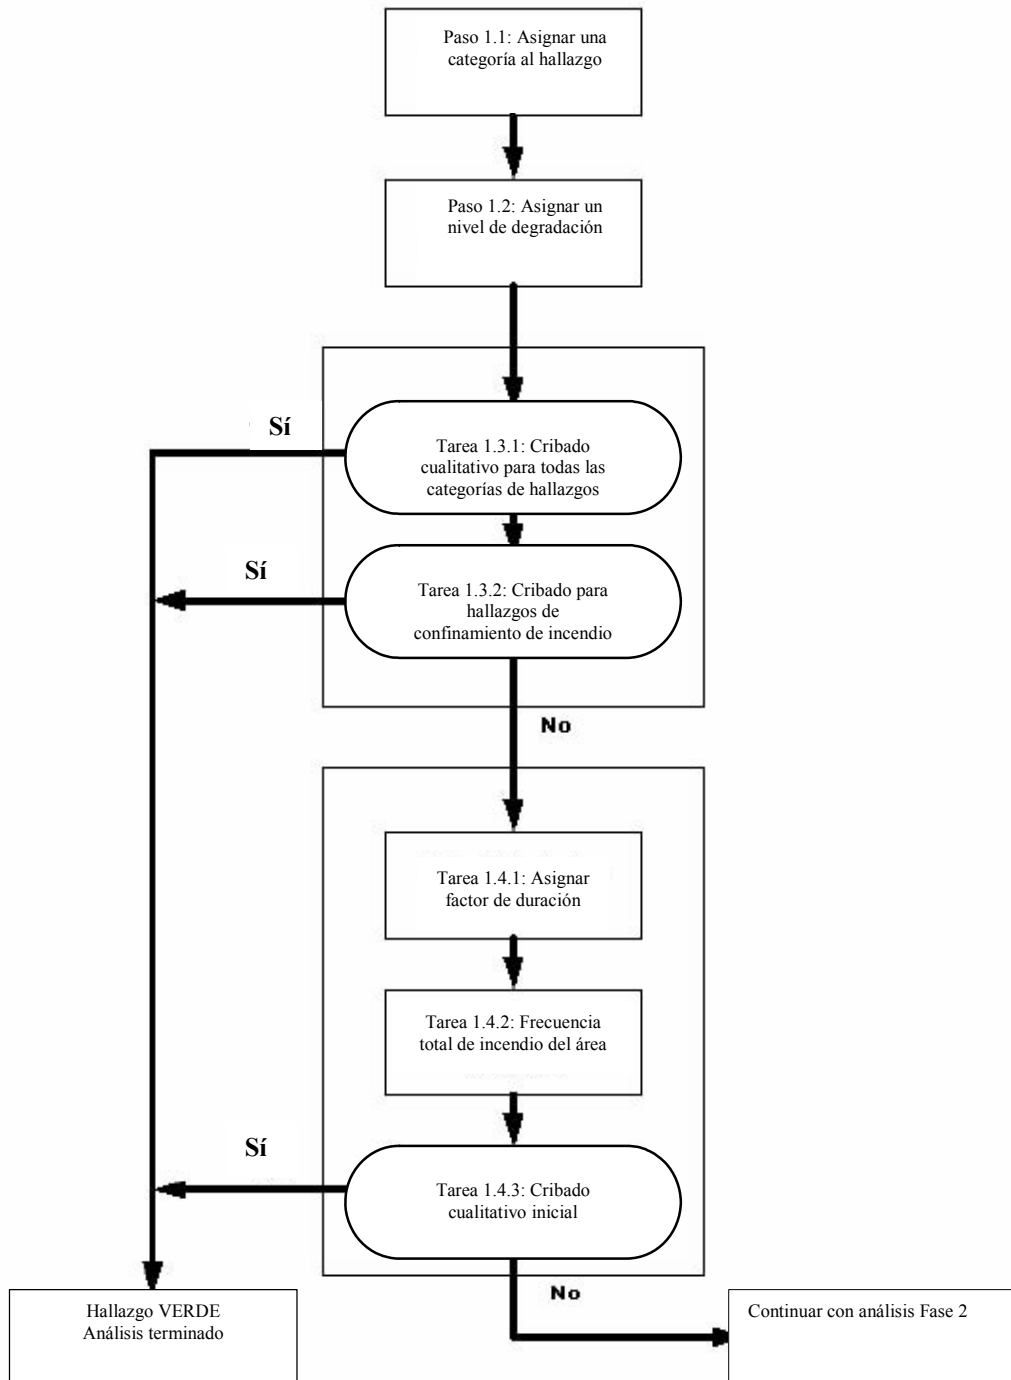 Paso 1.1: Asignar una
categoría al hallazgo
Paso 1.2: Asignar un
nivel de degradación
Sí
Tarea 1.3.1: Cribado
cualitativo para todas las
categorías de hallazgos
Sí
Tarea 1.3.2: Cribado para
hallazgos de
confinamiento de incendio
No
Tarea 1.4.1: Asignar
factor de duración
Tarea 1.4.2: Frecuencia
total de incendio del área
Sí
Tarea 1.4.3: Cribado
cualitativo inicial
No
Hallazgo VERDE
Análisis terminado
Continuar con análisis Fase 2